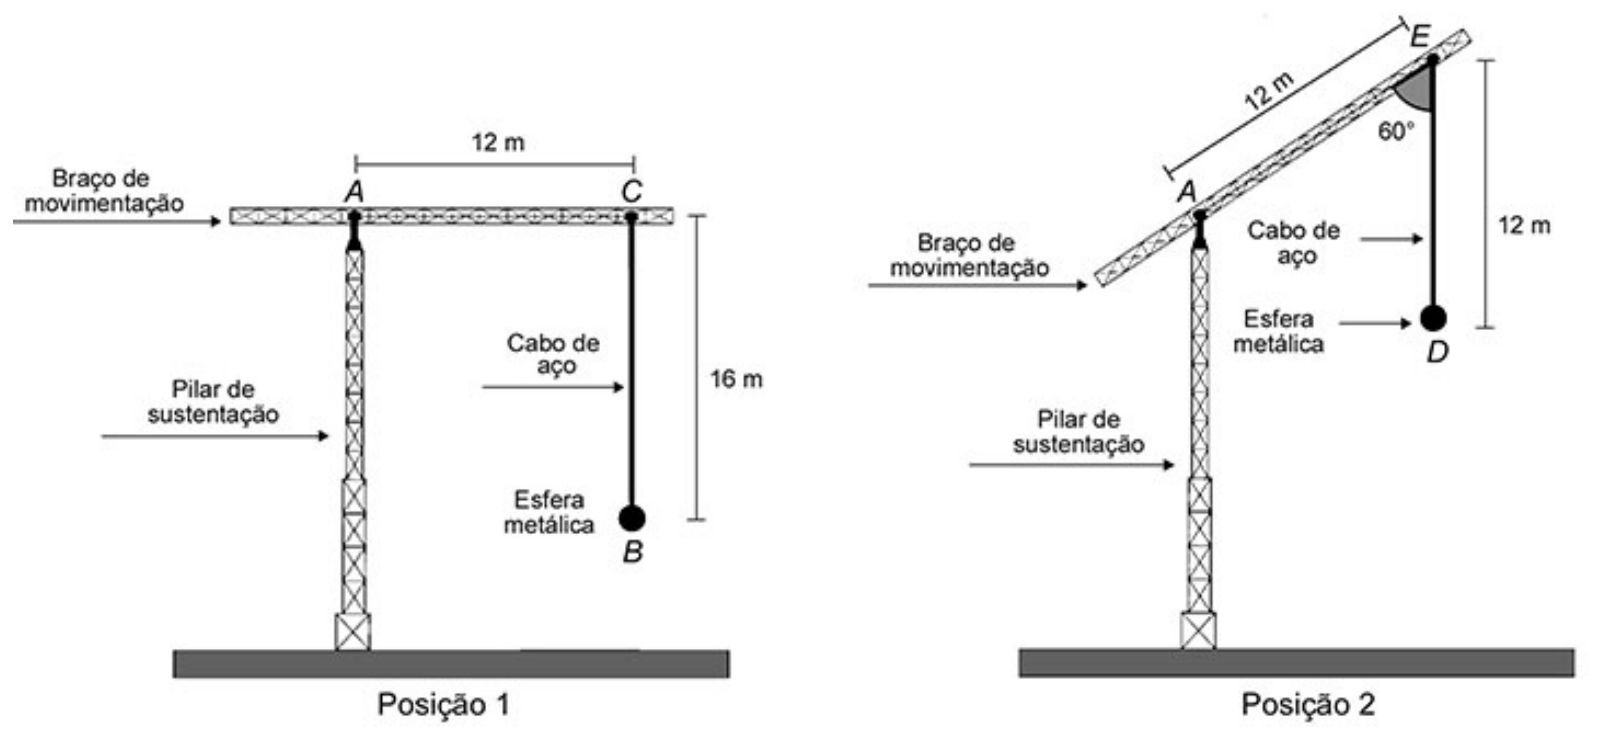 12 m
Braço de
movimentação
A
C
Cabo de
aço
16 m
Pilar de
sustentação
Esfera
metálica
B
Posição 1
E
12 m
60°
A
Braço de
movimentação
Cabo de
aço
12 m
Esfera
metálica
D
Pilar de
sustentação
Posição 2